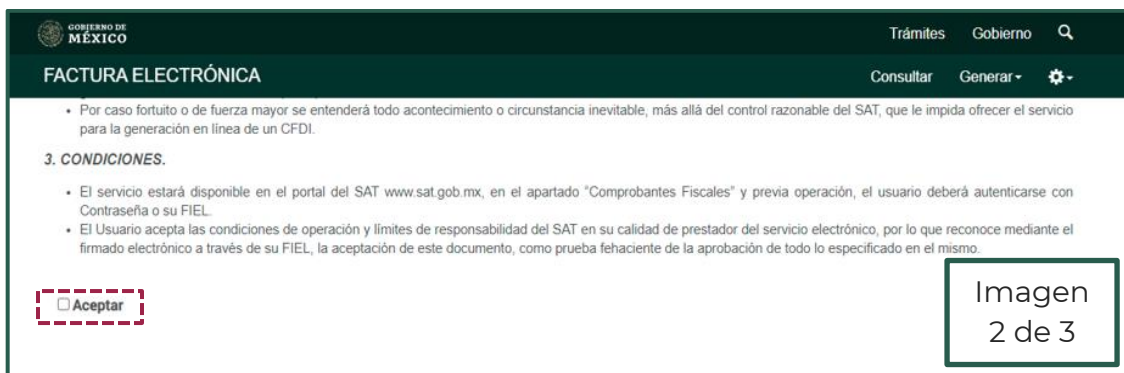 GOBIERNO DE
MÉXICO
Trámites Gobierno
FACTURA ELECTRÓNICA
Consultar Generar
• Por caso fortuito o de fuerza mayor se entenderá todo acontecimiento o circunstancia inevitable, más allá del control razonable del SAT, que le impida ofrecer el servicio
para la generación en línea de un CFDI.
3. CONDICIONES.
• El servicio estará disponible en el portal del SAT www.sat.gob.mx, en el apartado "Comprobantes Fiscales" y previa operación, el usuario deberá autenticarse con
Contraseña o su FIEL.
• El Usuario acepta las condiciones de operación y límites de responsabilidad del SAT en su calidad de prestador del servicio electrónico, por lo que reconoce mediante el
firmado electrónico a través de su FIEL, la aceptación de este documento, como prueba fehaciente de la aprobación de todo lo especificado en el mismo.
Aceptar
Imagen
2 de 3